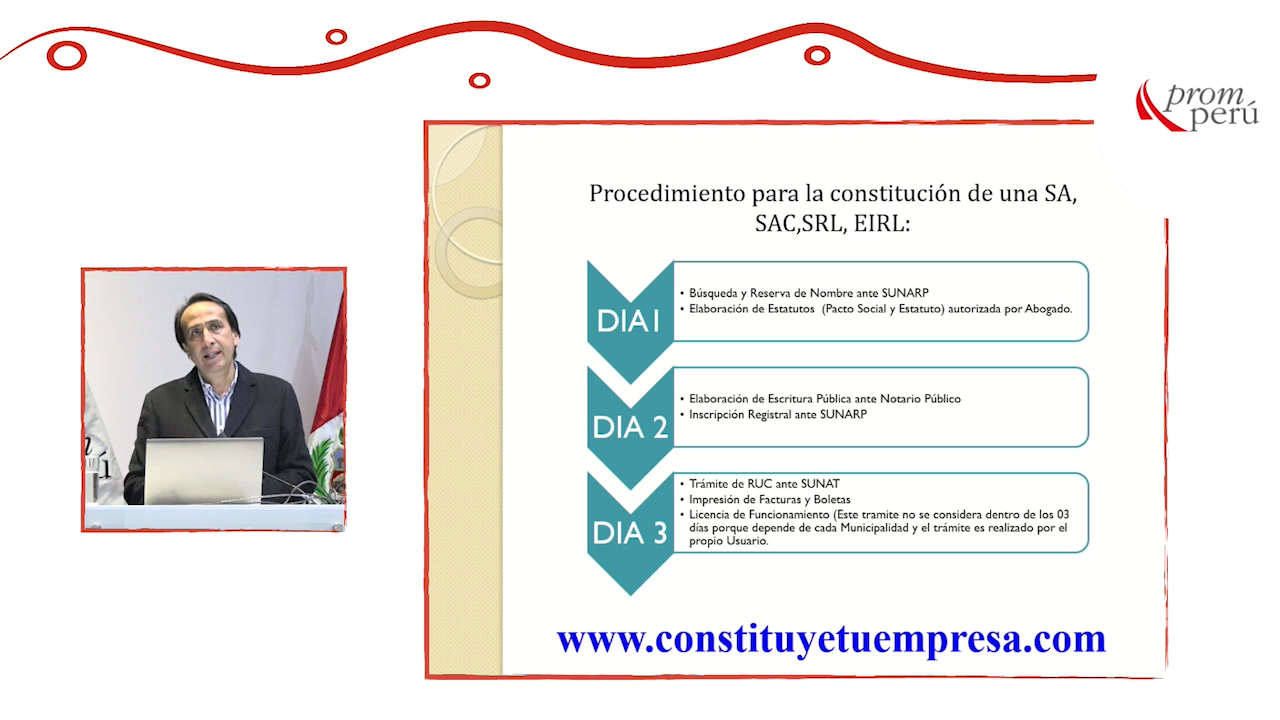 prom
perú
Procedimiento para la constitución de una SA,
SAC,SRL, EIRL:
DIA I
• Búsqueda y Reserva de Nombre ante SUNARP
• Elaboración de Estatutos (Pacto Social y Estatuto) autorizada por Abogado.
DIA 2
• Elaboración de Escritura Pública ante Notario Público
• Inscripción Registral ante SUNARP
DIA 3
• Trámite de RUC ante SUNAT
• Impresión de Facturas y Boletas
• Licencia de Funcionamiento (Este tramite no se considera dentro de los 03
días porque depende de cada Municipalidad y el trámite es realizado por el
propio Usuario.
www.constituyetuempresa.com